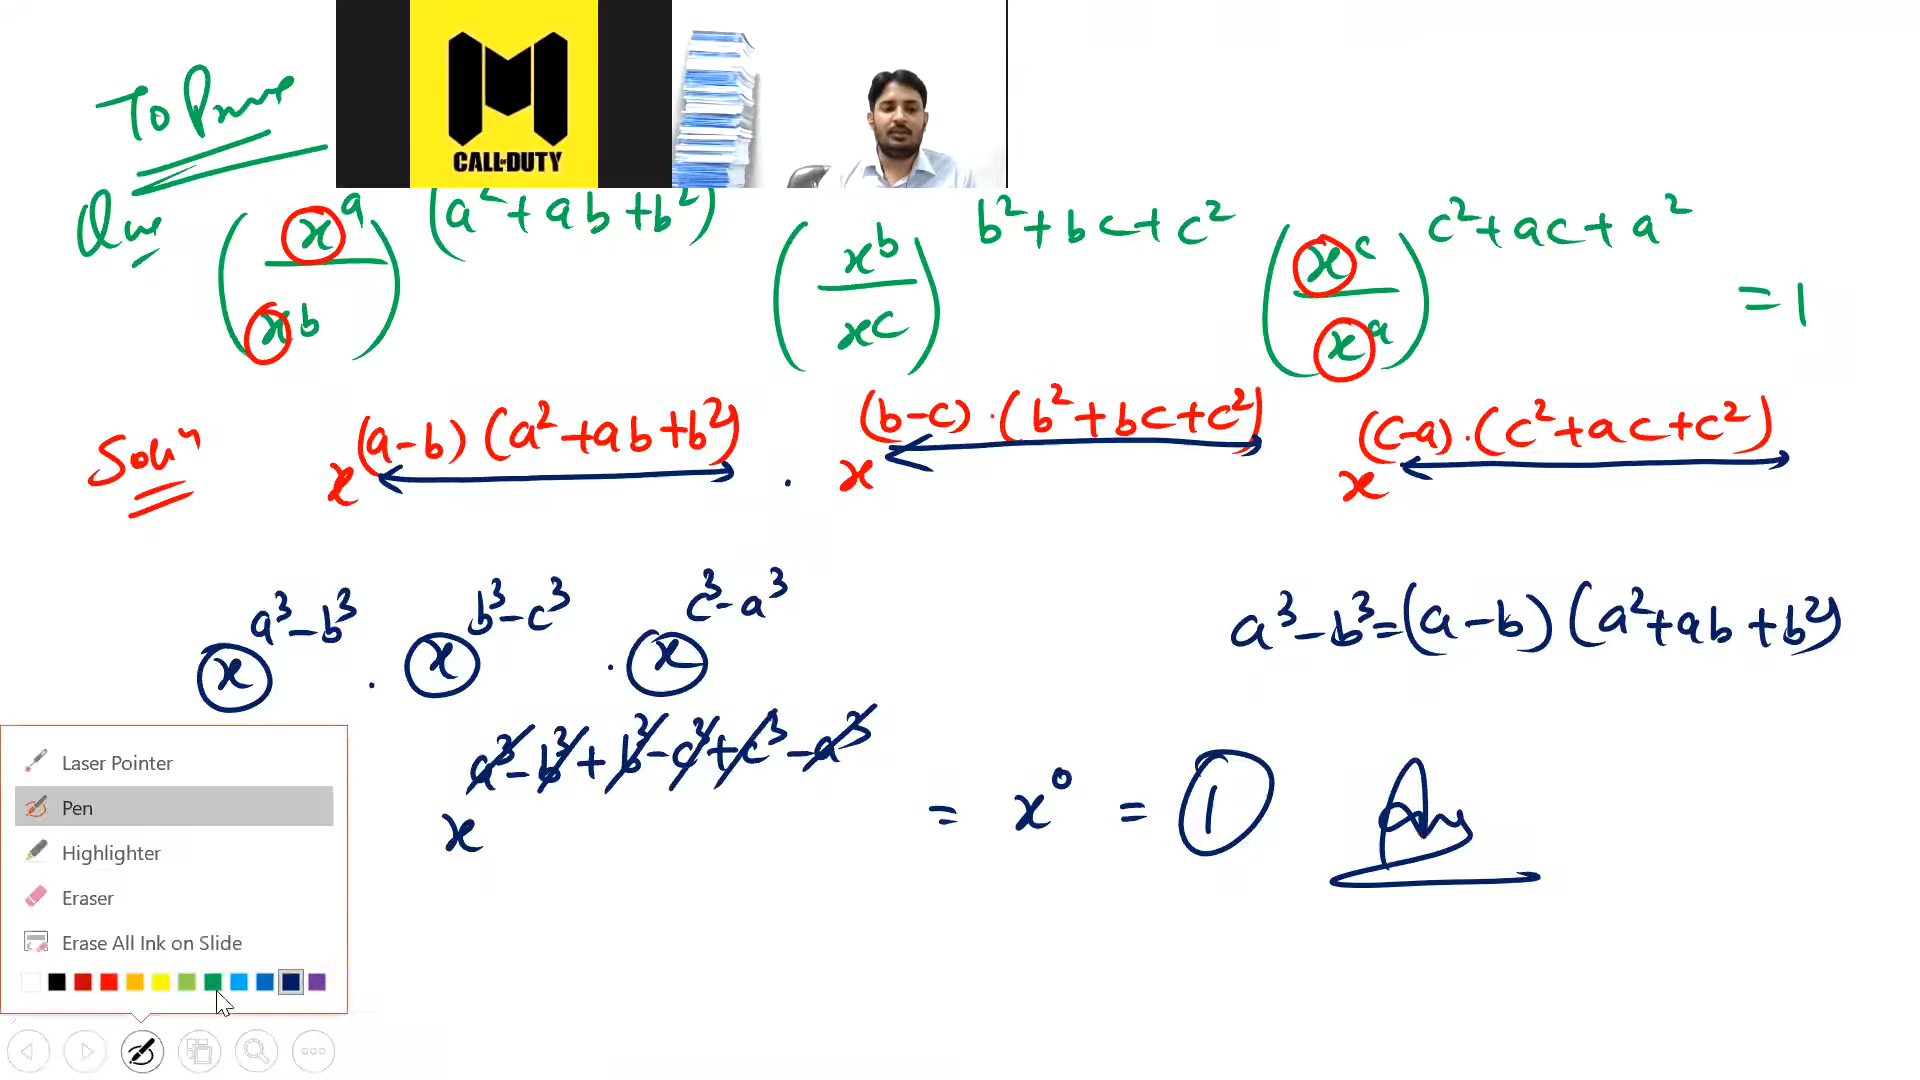 To Prove
CALL OF DUTY
Que (x^a / x^b)^(a²+ab+b²) (x^b / x^c)^b²+bc+c² (x^c / x^a)^c²+ac+a² = 1
Solⁿ x^(a-b)(a²+ab+b²) . x^(b-c).(b²+bc+c²) x^(c-a).(c²+ac+c²)
x^a³-b³ . x^b³-c³ . x^c³-a³
a³-b³=(a-b)(a²+ab+b²)
x^a³-b³+b³-c³+c³-a³ = x⁰ = 1 Ans
Laser Pointer
Pen
Highlighter
Eraser
Erase All Ink on Slide